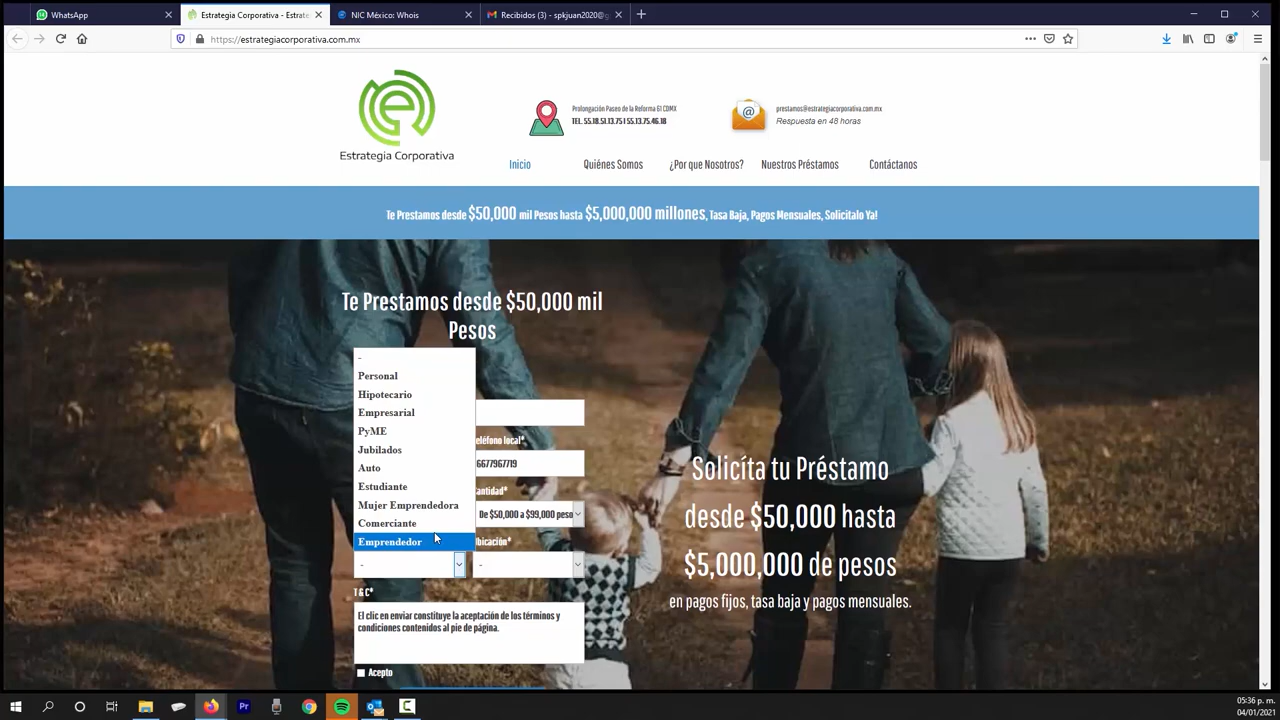 WhatsApp
Estrategia Corporativa - Estrate
NIC México: Whois
Recibidos (3) - spkjuan2020@g
https://estrategiacorporativa.com.mx
Estrategia Corporativa
Prolongación Paseo de la Reforma 61 CDMX
TEL. 55.18.51.13.75 | 55.13.75.46.18
prestamos@estrategiacorporativa.com.mx
Respuesta en 48 horas
Inicio
Quiénes Somos
¿Por que Nosotros?
Nuestros Préstamos
Contáctanos
Te Prestamos desde $50,000 mil Pesos hasta $5,000,000 millones, Tasa Baja, Pagos Mensuales, Solicitalo Ya!
Te Prestamos desde $50,000 mil
Pesos
-
Personal
Hipotecario
Empresarial
PyME
Jubilados
Auto
Estudiante
Mujer Emprendedora
Comerciante
Emprendedor
eléfono local*
6677967719
antidad*
De $50,000 a $99,000 peso
bicación*
-
-
T & C*
El clic en enviar constituye la aceptación de los términos y
condiciones contenidos al pie de página.
Acepto
Solicíta tu Préstamo
desde $50,000 hasta
$5,000,000 de pesos
en pagos fijos, tasa baja y pagos mensuales.
05:36 p. m.
04/01/2021